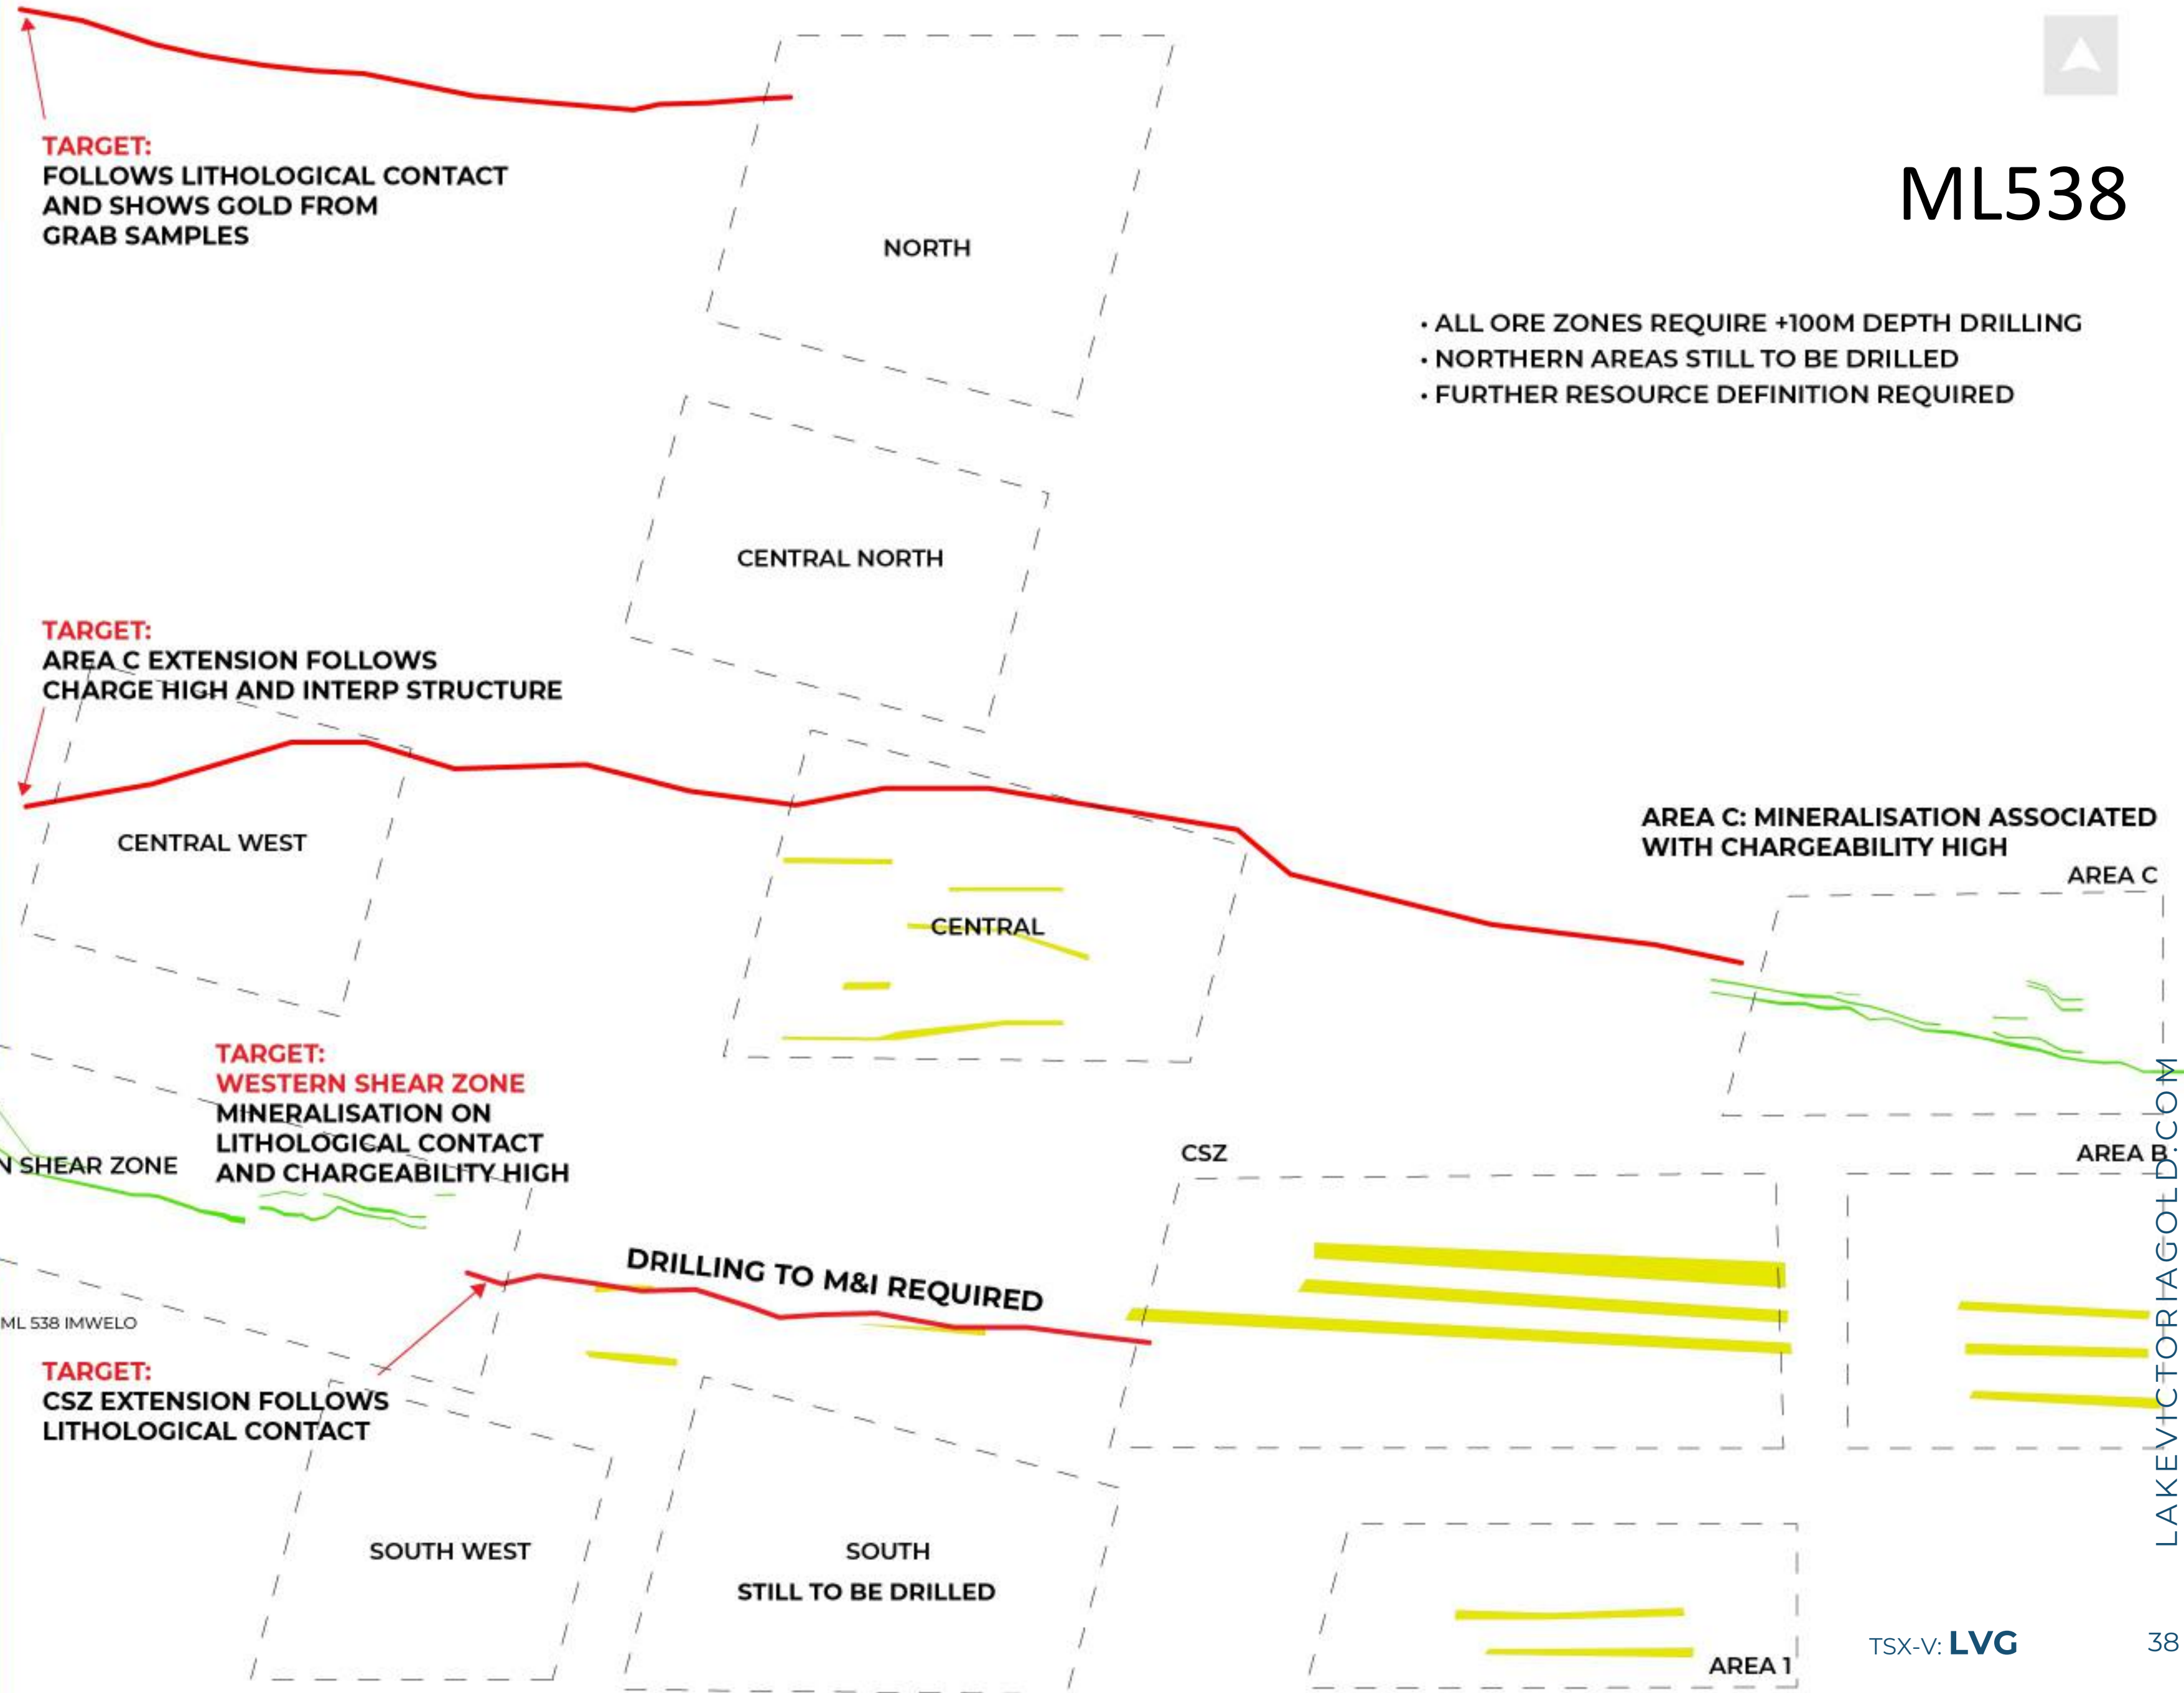 ML538
TARGET:
FOLLOWS LITHOLOGICAL CONTACT
AND SHOWS GOLD FROM
GRAB SAMPLES
NORTH
• ALL ORE ZONES REQUIRE +100M DEPTH DRILLING
• NORTHERN AREAS STILL TO BE DRILLED
• FURTHER RESOURCE DEFINITION REQUIRED
CENTRAL NORTH
TARGET:
AREA C EXTENSION FOLLOWS
CHARGE HIGH AND INTERP STRUCTURE
CENTRAL WEST
CENTRAL
AREA C: MINERALISATION ASSOCIATED
WITH CHARGEABILITY HIGH
AREA C
TARGET:
WESTERN SHEAR ZONE
MINERALISATION ON
LITHOLOGICAL CONTACT
AND CHARGEABILITY HIGH
N SHEAR ZONE
CSZ
AREA B
DRILLING TO M&I REQUIRED
ML 538 IMWELO
TARGET:
CSZ EXTENSION FOLLOWS
LITHOLOGICAL CONTACT
SOUTH WEST
SOUTH
STILL TO BE DRILLED
AREA 1
LAKEVICTORIAGOLD.COM
TSX-V: LVG
38